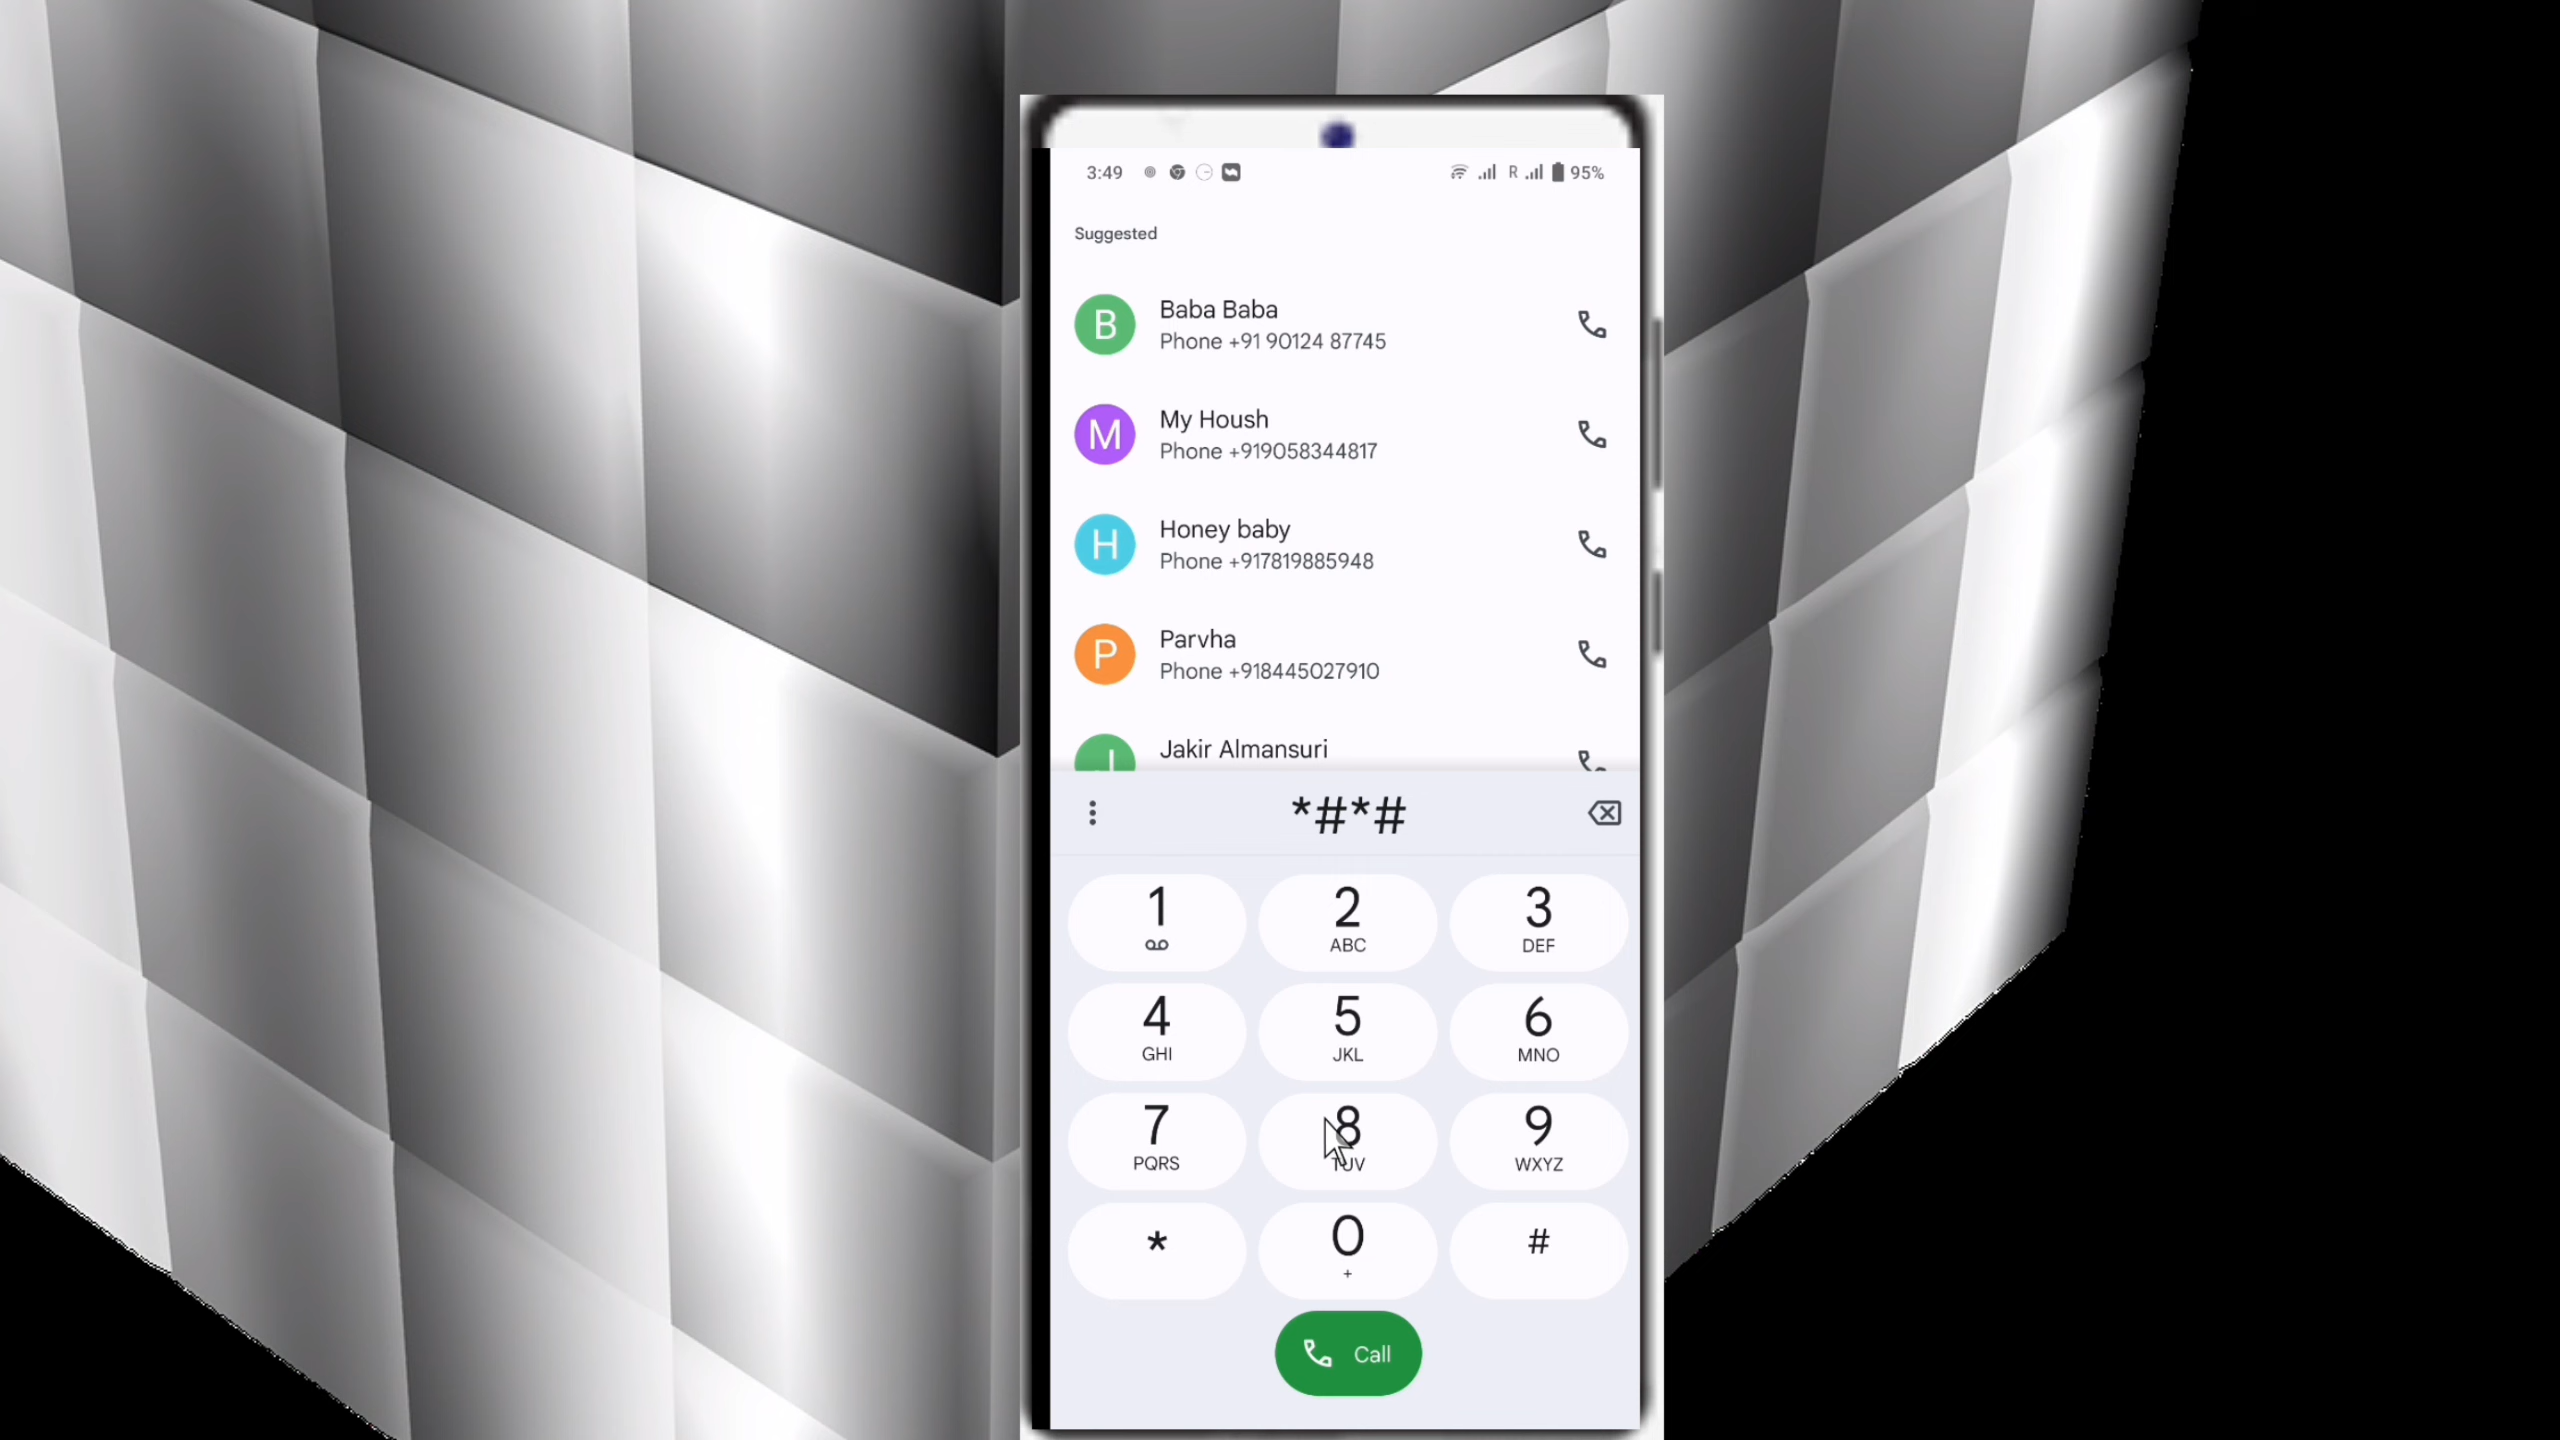 3:49 R 95%
Suggested
B Baba Baba
Phone +91 90124 87745
M My Housh
Phone +919058344817
H Honey baby
Phone +917819885948
P Parvha
Phone +918445027910
J Jakir Almansuri
*#*#
1 2 3
ABC DEF
4 5 6
GHI JKL MNO
7 8 9
PQRS TUV WXYZ
* 0 #
+
Call